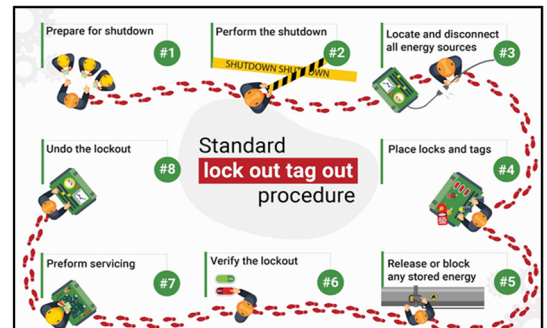 Prepare for shutdown
#1
Perform the shutdown
#2
SHUTDOWN SHUTDOWN
Locate and disconnect
all energy sources
#3
Standard
lock out tag out
procedure
Place locks and tags
#4
Release or block
any stored energy
#5
Verify the lockout
#6
Preform servicing
#7
Undo the lockout
#8